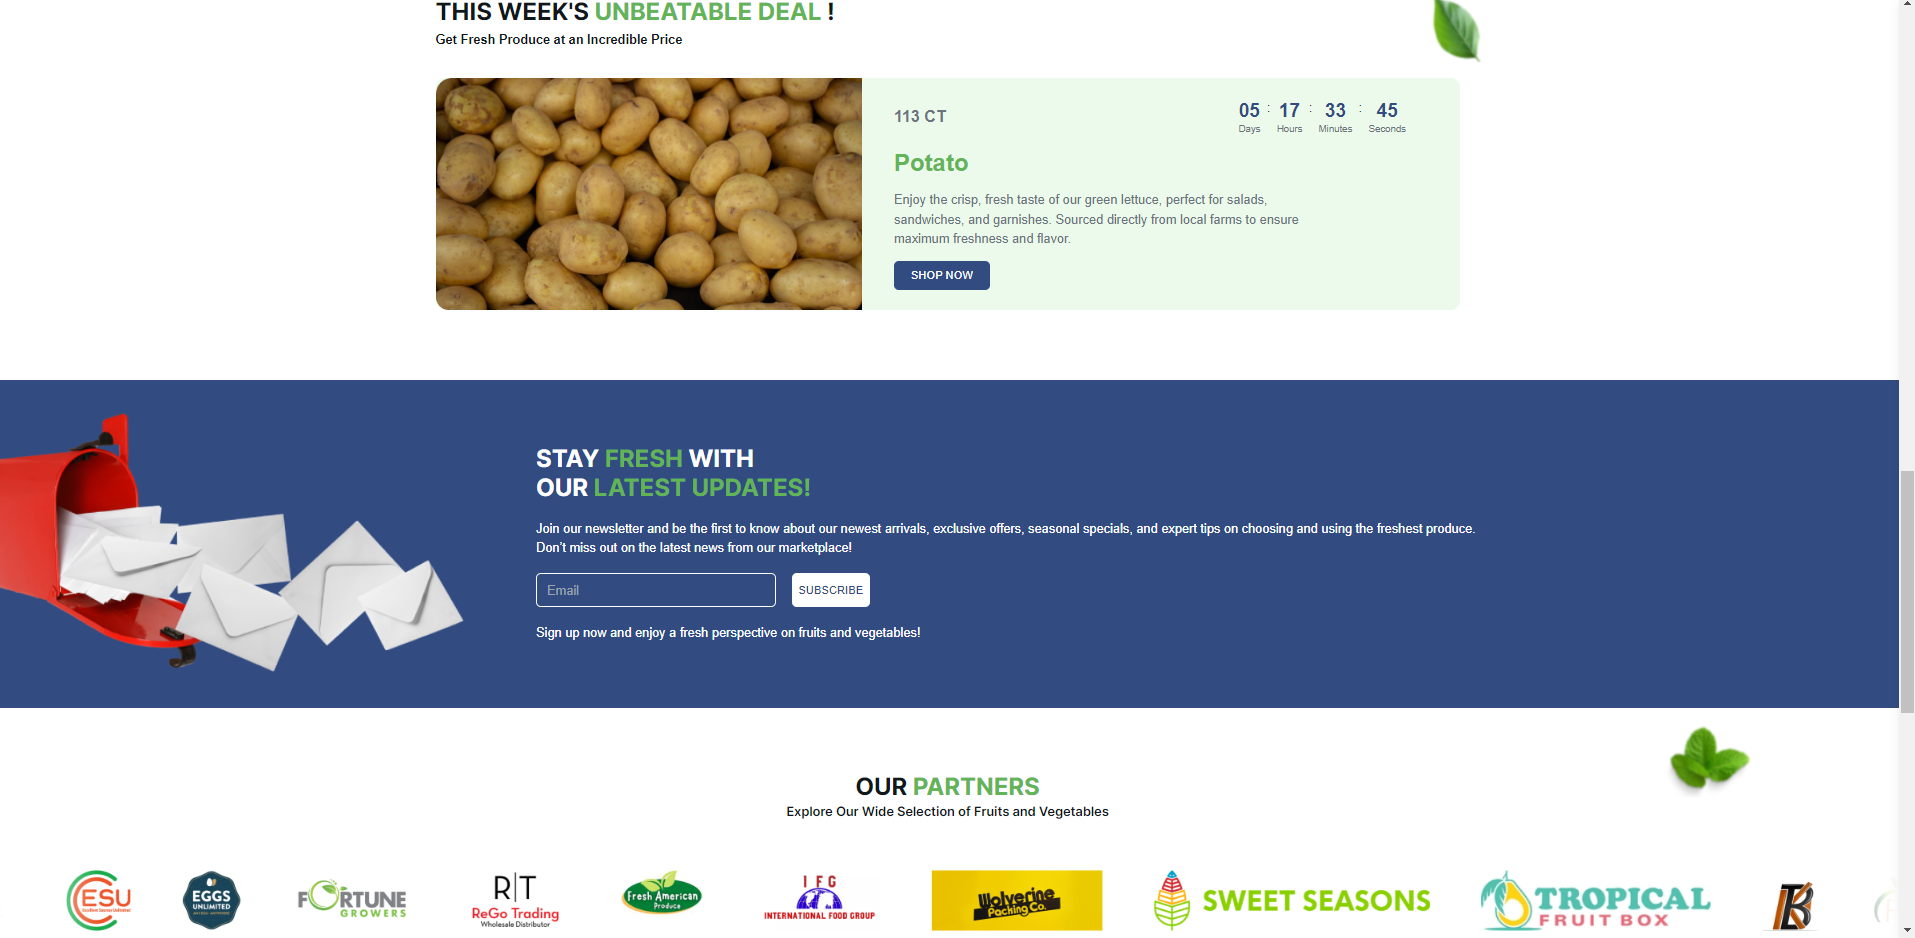 THIS WEEK'S UNBEATABLE DEAL !
Get Fresh Produce at an Incredible Price
113 CT
05 : 17 : 33 : 45
Days Hours Minutes Seconds
Potato
Enjoy the crisp, fresh taste of our green lettuce, perfect for salads,
sandwiches, and garnishes. Sourced directly from local farms to ensure
maximum freshness and flavor.
SHOP NOW
STAY FRESH WITH
OUR LATEST UPDATES!
Join our newsletter and be the first to know about our newest arrivals, exclusive offers, seasonal specials, and expert tips on choosing and using the freshest produce.
Don't miss out on the latest news from our marketplace!
Email
SUBSCRIBE
Sign up now and enjoy a fresh perspective on fruits and vegetables!
OUR PARTNERS
Explore Our Wide Selection of Fruits and Vegetables
ESU
EGGS
UNLIMITED
FORTUNE
GROWERS
R|T
ReGo Trading
Wholesale Distributor
Fresh American
Produce
IFG
INTERNATIONAL FOOD GROUP
Wolverine
Packing Co.
SWEET SEASONS
TROPICAL
FRUIT BOX